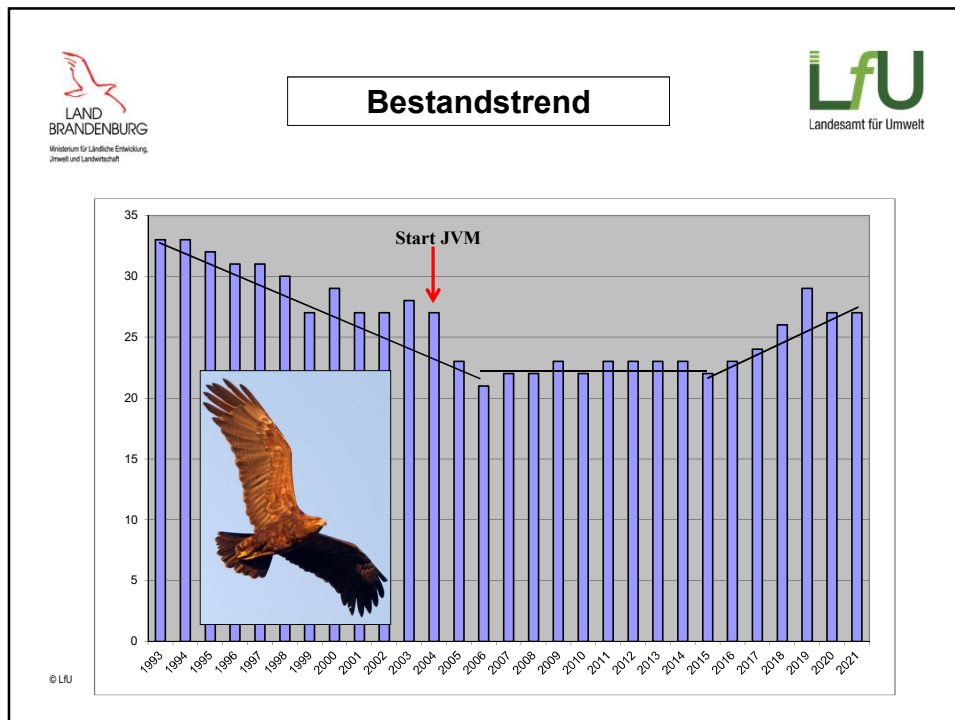 LAND
BRANDENBURG
Ministerium für Ländliche Entwicklung,
Umwelt und Landwirtschaft
Bestandstrend
LfU
Landesamt für Umwelt
35
30
25
20
15
10
5
0
Start JVM
1993 1994 1995 1996 1997 1998 1999 2000 2001 2002 2003 2004 2005 2006 2007 2008 2009 2010 2011 2012 2013 2014 2015 2016 2017 2018 2019 2020 2021
© LfU